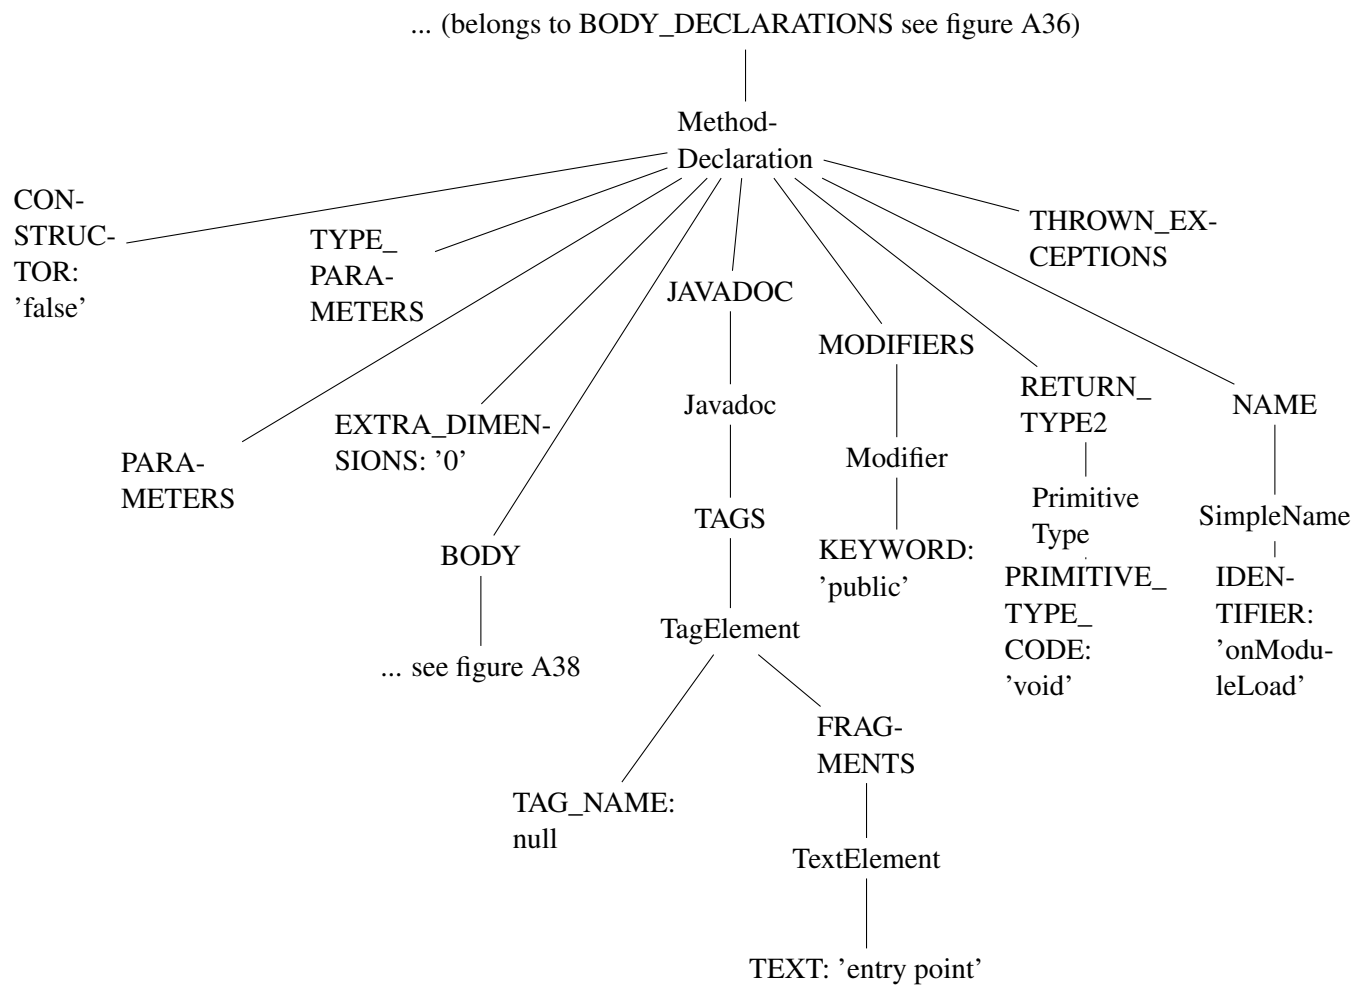 ... (belongs to BODY_DECLARATIONS see figure A36)
Method-
Declaration
CON-
STRUC-
TOR:
’false’
TYPE_
PARA-
METERS
THROWN_EX-
CEPTIONS
JAVADOC
MODIFIERS
RETURN_
TYPE2
NAME
Javadoc
EXTRA_DIMEN-
SIONS: ’0’
PARA-
METERS
Modifier
Primitive
Type
SimpleName
TAGS
BODY
KEYWORD:
’public’
PRIMITIVE_
TYPE_
CODE:
’void’
IDEN-
TIFIER:
’onModu-
leLoad’
TagElement
... see figure A38
FRAG-
MENTS
TAG_NAME:
null
TextElement
TEXT: ’entry point’